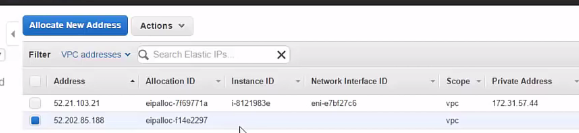 Allocate New Address Actions
Filter VPC addresses Search Elastic IPs...
Address Allocation ID Instance ID Network Interface ID Scope Private Address
52.21.103.21 eipalloc-7f69771a i-8121983e eni-e7bf27c6 vpc 172.31.57.44
52.202.85.188 eipalloc-f14e2297 vpc